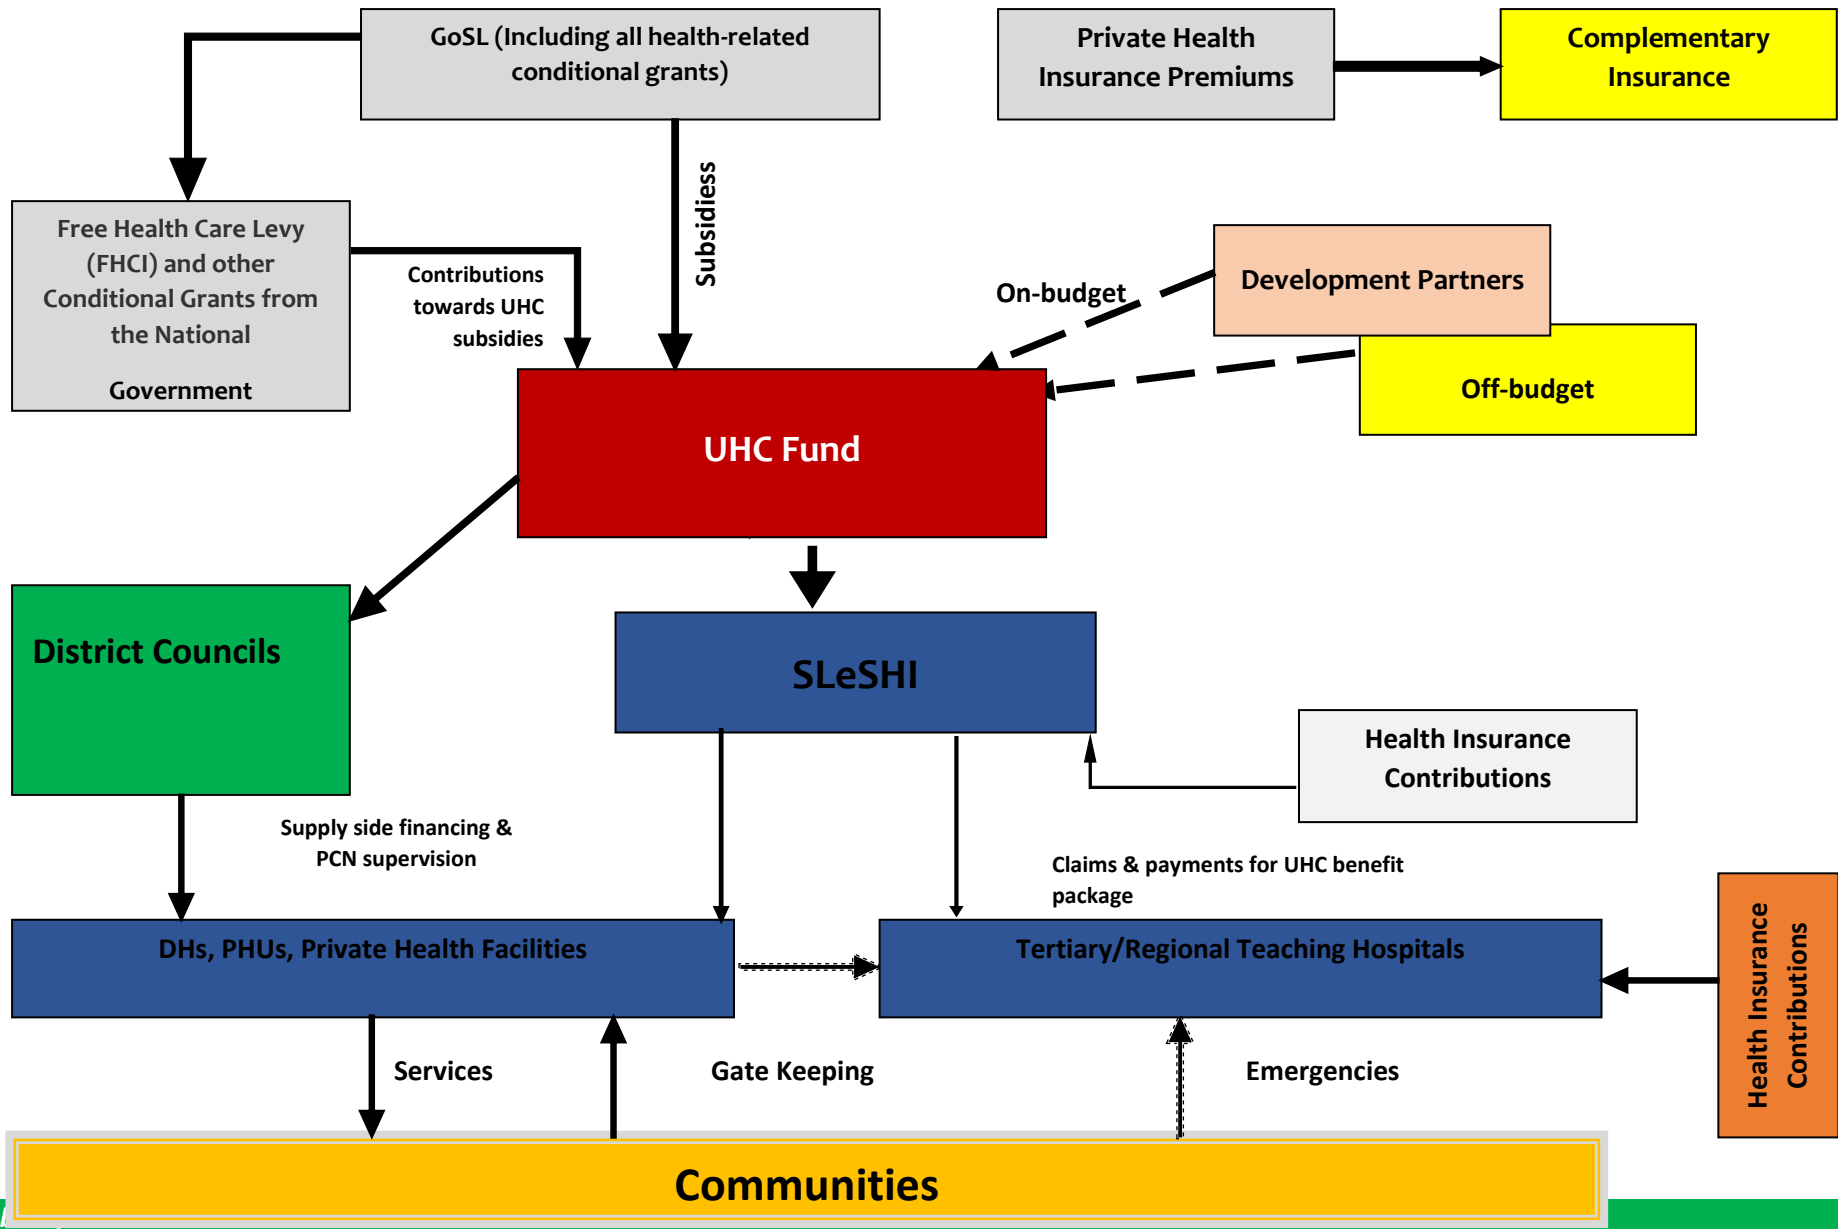 GoSL (Including all health-related
conditional grants)
Private Health
Insurance Premiums
Complementary
Insurance
Subsidiess
Free Health Care Levy
(FHCI) and other
Conditional Grants from
the National
Government
Contributions
towards UHC
subsidies
On-budget
Development Partners
Off-budget
UHC Fund
District Councils
SLeSHI
Health Insurance
Contributions
Supply side financing &
PCN supervision
Claims & payments for UHC benefit
package
DHs, PHUs, Private Health Facilities
Tertiary/Regional Teaching Hospitals
Health Insurance
Contributions
Services
Gate Keeping
Emergencies
Communities